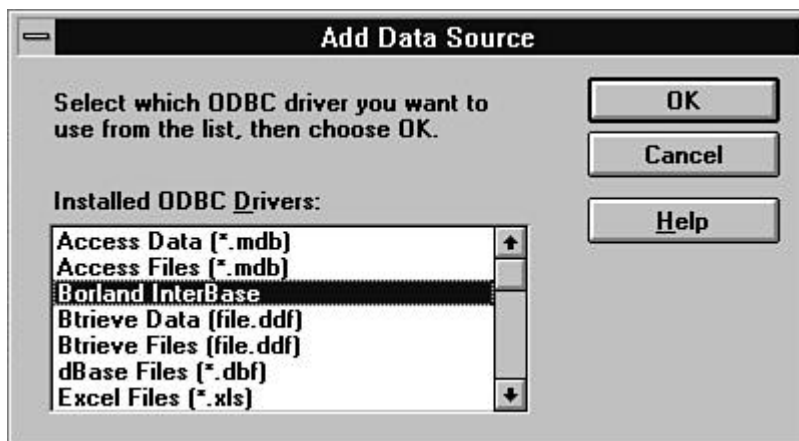 Add Data Source
Select which ODBC driver you want to
use from the list, then choose OK.
OK
Cancel
Help
Installed ODBC Drivers:
Access Data (*.mdb)
Access Files (*.mdb)
Borland InterBase
Btrieve Data (file.ddf)
Btrieve Files (file.ddf)
dBase Files (*.dbf)
Excel Files (*.xls)